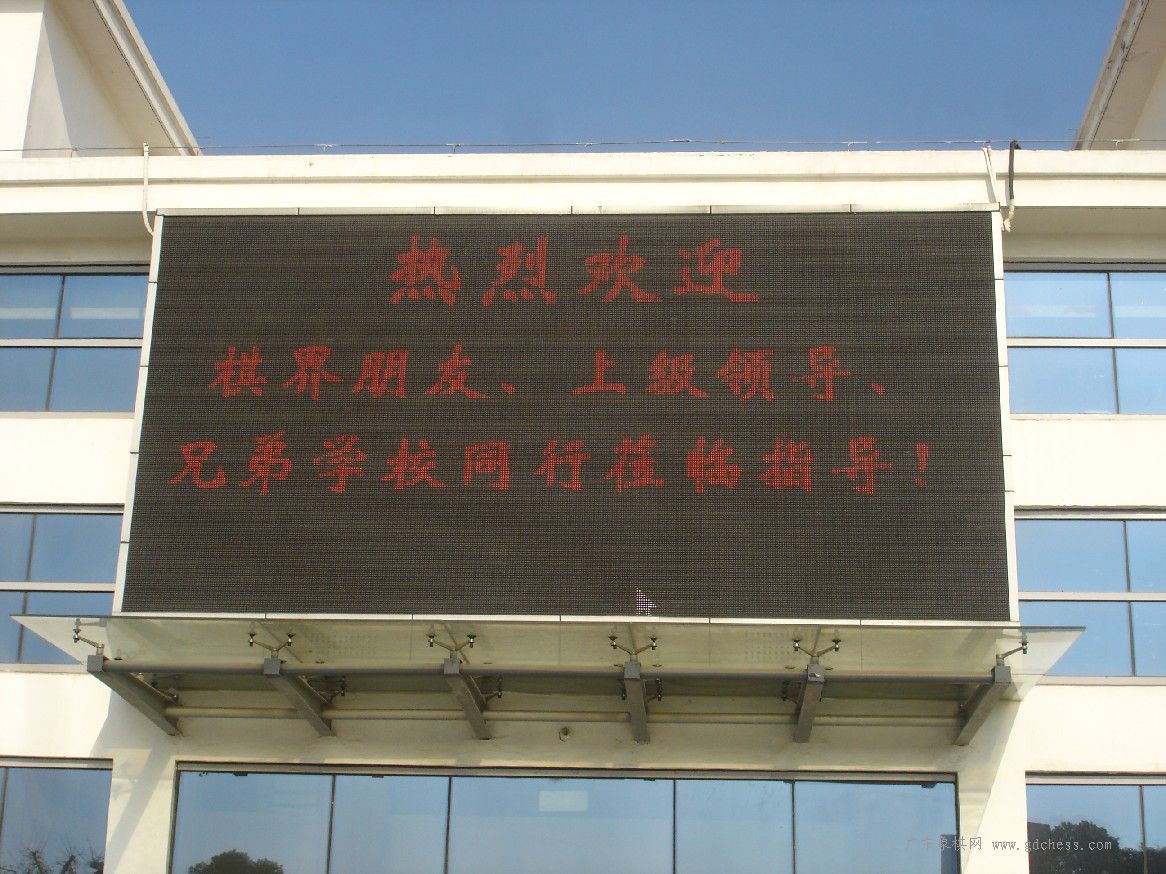 热烈欢迎
棋界朋友、上级领导、
兄弟学校同行莅临指导！
广东象棋网 www.gdchess.com